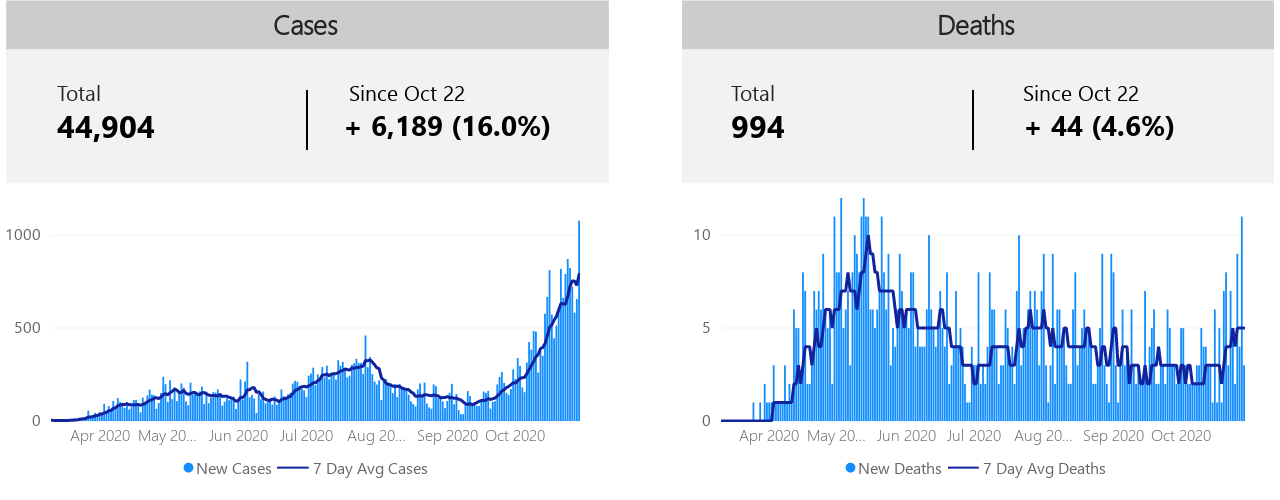 Cases
Total
44,904
Since Oct 22
+ 6,189 (16.0%)
1000
500
0
Apr 2020 May 20... Jun 2020 Jul 2020 Aug 20... Sep 2020 Oct 2020
New Cases 7 Day Avg Cases
Deaths
Total
994
Since Oct 22
+ 44 (4.6%)
10
5
0
Apr 2020 May 20... Jun 2020 Jul 2020 Aug 20... Sep 2020 Oct 2020
New Deaths 7 Day Avg Deaths